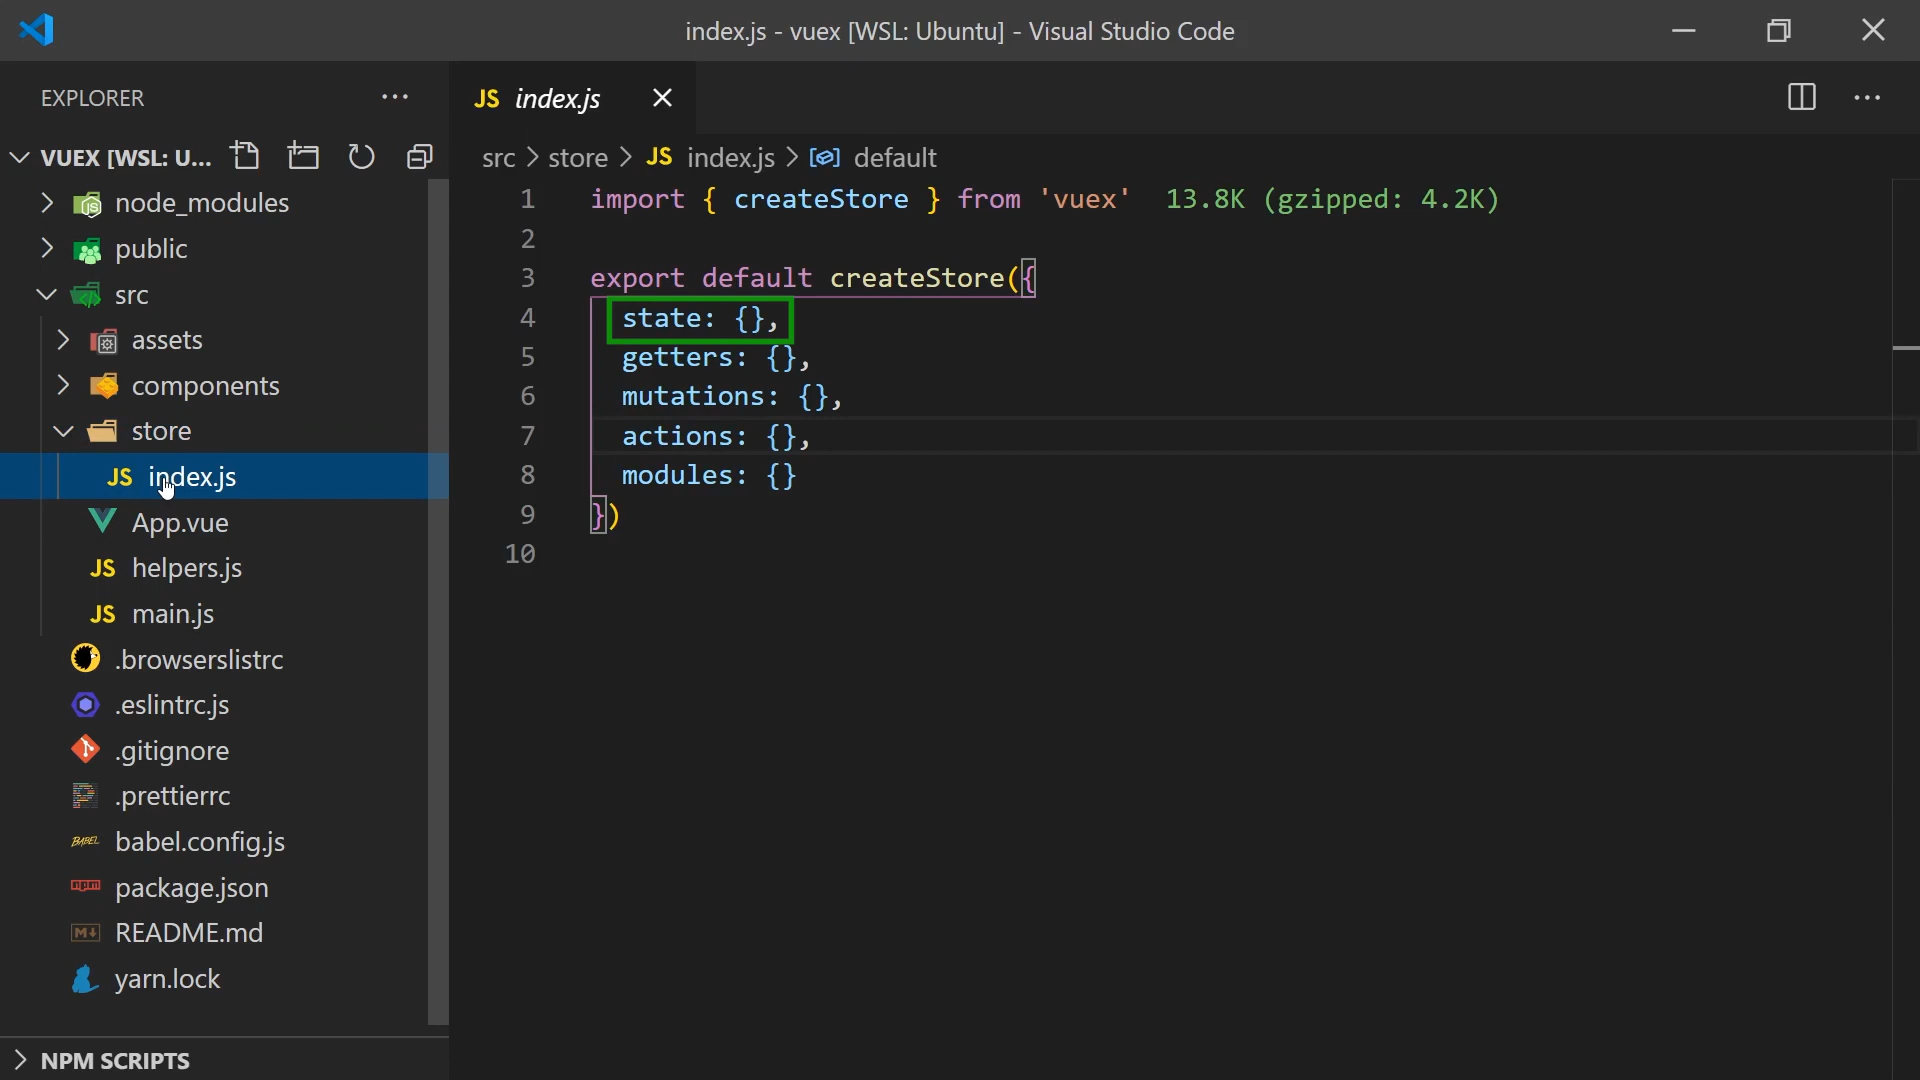 index.js - vuex [WSL: Ubuntu] - Visual Studio Code
EXPLORER
VUEX [WSL: U...
node_modules
public
src
assets
components
store
JS index.js
App.vue
JS helpers.js
JS main.js
.browserslistrc
.eslintrc.js
.gitignore
.prettierrc
BABEL babel.config.js
npm package.json
M↓ README.md
yarn.lock
NPM SCRIPTS
JS index.js
src > store > JS index.js > default
1 import { createStore } from 'vuex' 13.8K (gzipped: 4.2K)
2
3 export default createStore({
4 state: {},
5 getters: {},
6 mutations: {},
7 actions: {},
8 modules: {}
9 })
10